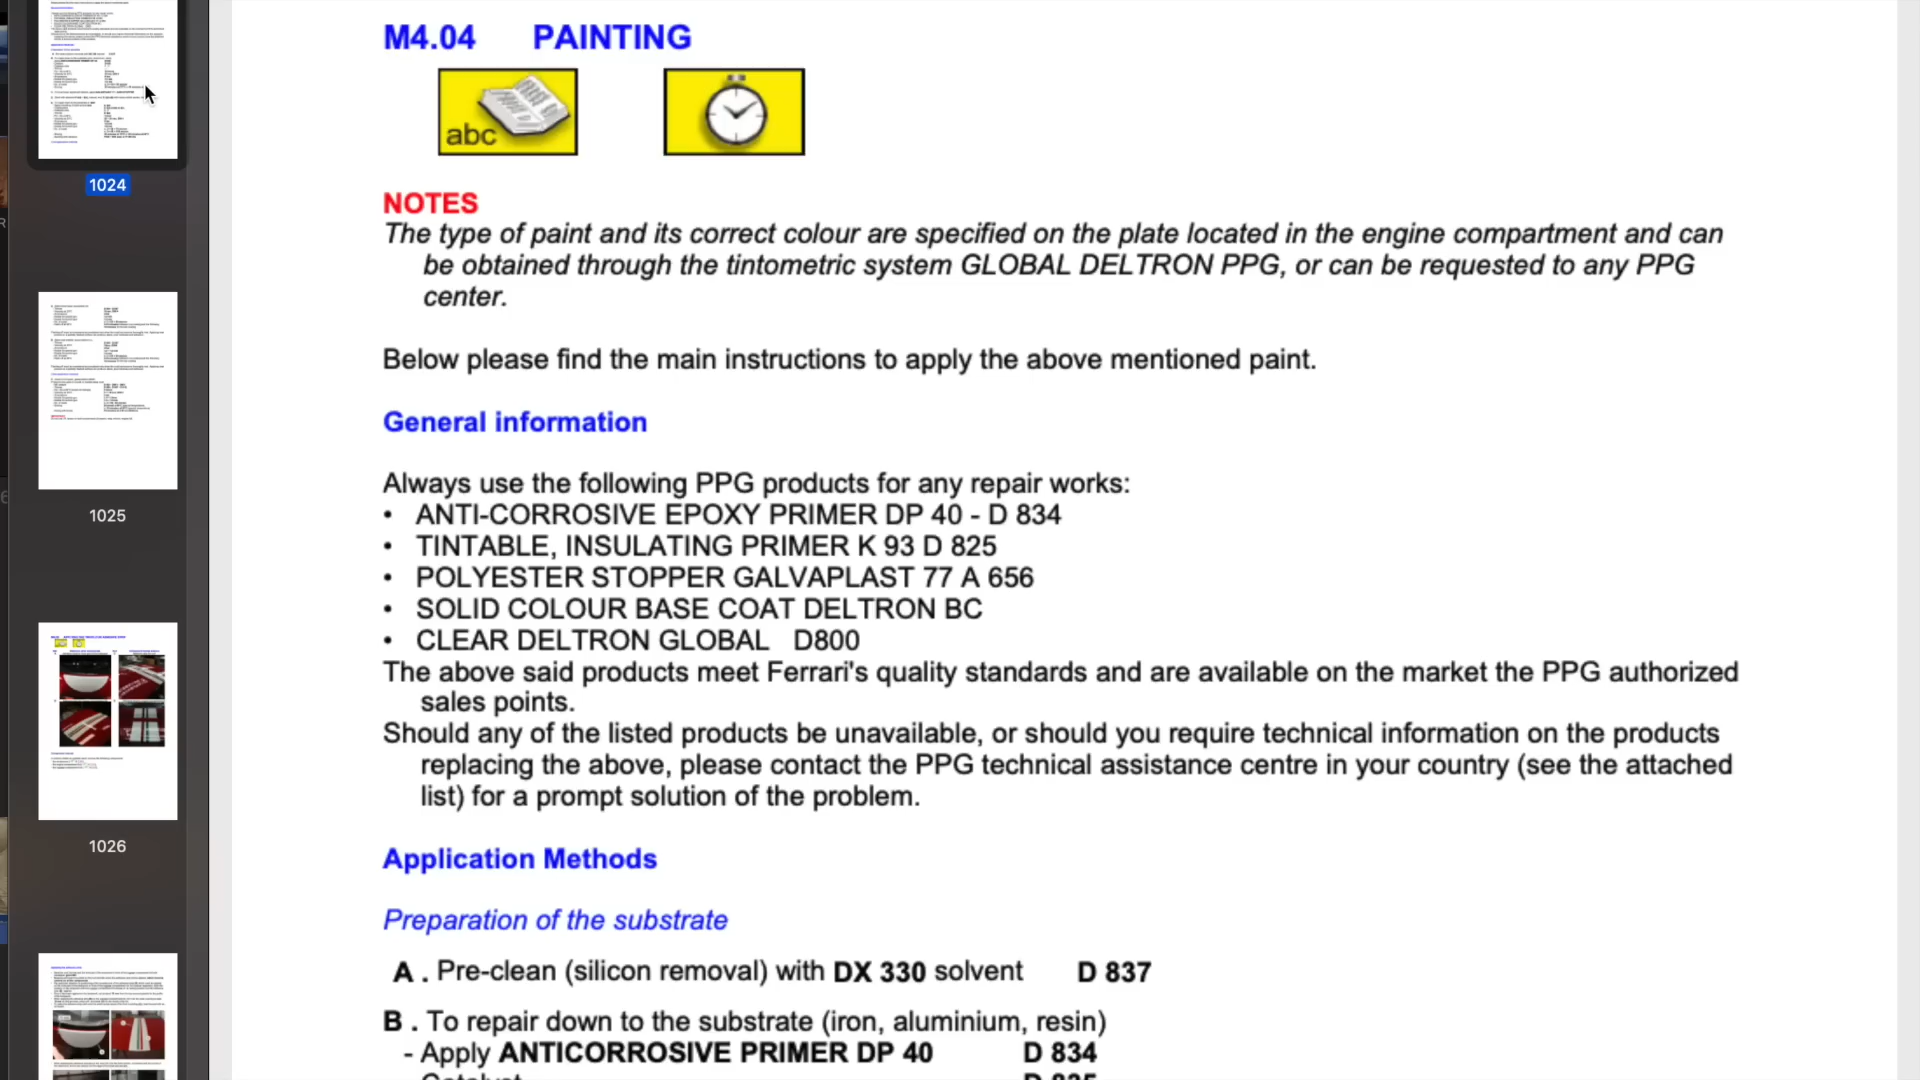 M4.04 PAINTING
abc
NOTES
The type of paint and its correct colour are specified on the plate located in the engine compartment and can
be obtained through the tintometric system GLOBAL DELTRON PPG, or can be requested to any PPG
center.
Below please find the main instructions to apply the above mentioned paint.
General information
Always use the following PPG products for any repair works:
• ANTI-CORROSIVE EPOXY PRIMER DP 40 - D 834
• TINTABLE, INSULATING PRIMER K 93 D 825
• POLYESTER STOPPER GALVAPLAST 77 A 656
• SOLID COLOUR BASE COAT DELTRON BC
• CLEAR DELTRON GLOBAL D800
The above said products meet Ferrari's quality standards and are available on the market the PPG authorized
sales points.
Should any of the listed products be unavailable, or should you require technical information on the products
replacing the above, please contact the PPG technical assistance centre in your country (see the attached
list) for a prompt solution of the problem.
Application Methods
Preparation of the substrate
A . Pre-clean (silicon removal) with DX 330 solvent D 837
B . To repair down to the substrate (iron, aluminium, resin)
- Apply ANTICORROSIVE PRIMER DP 40 D 834
1024
1025
1026